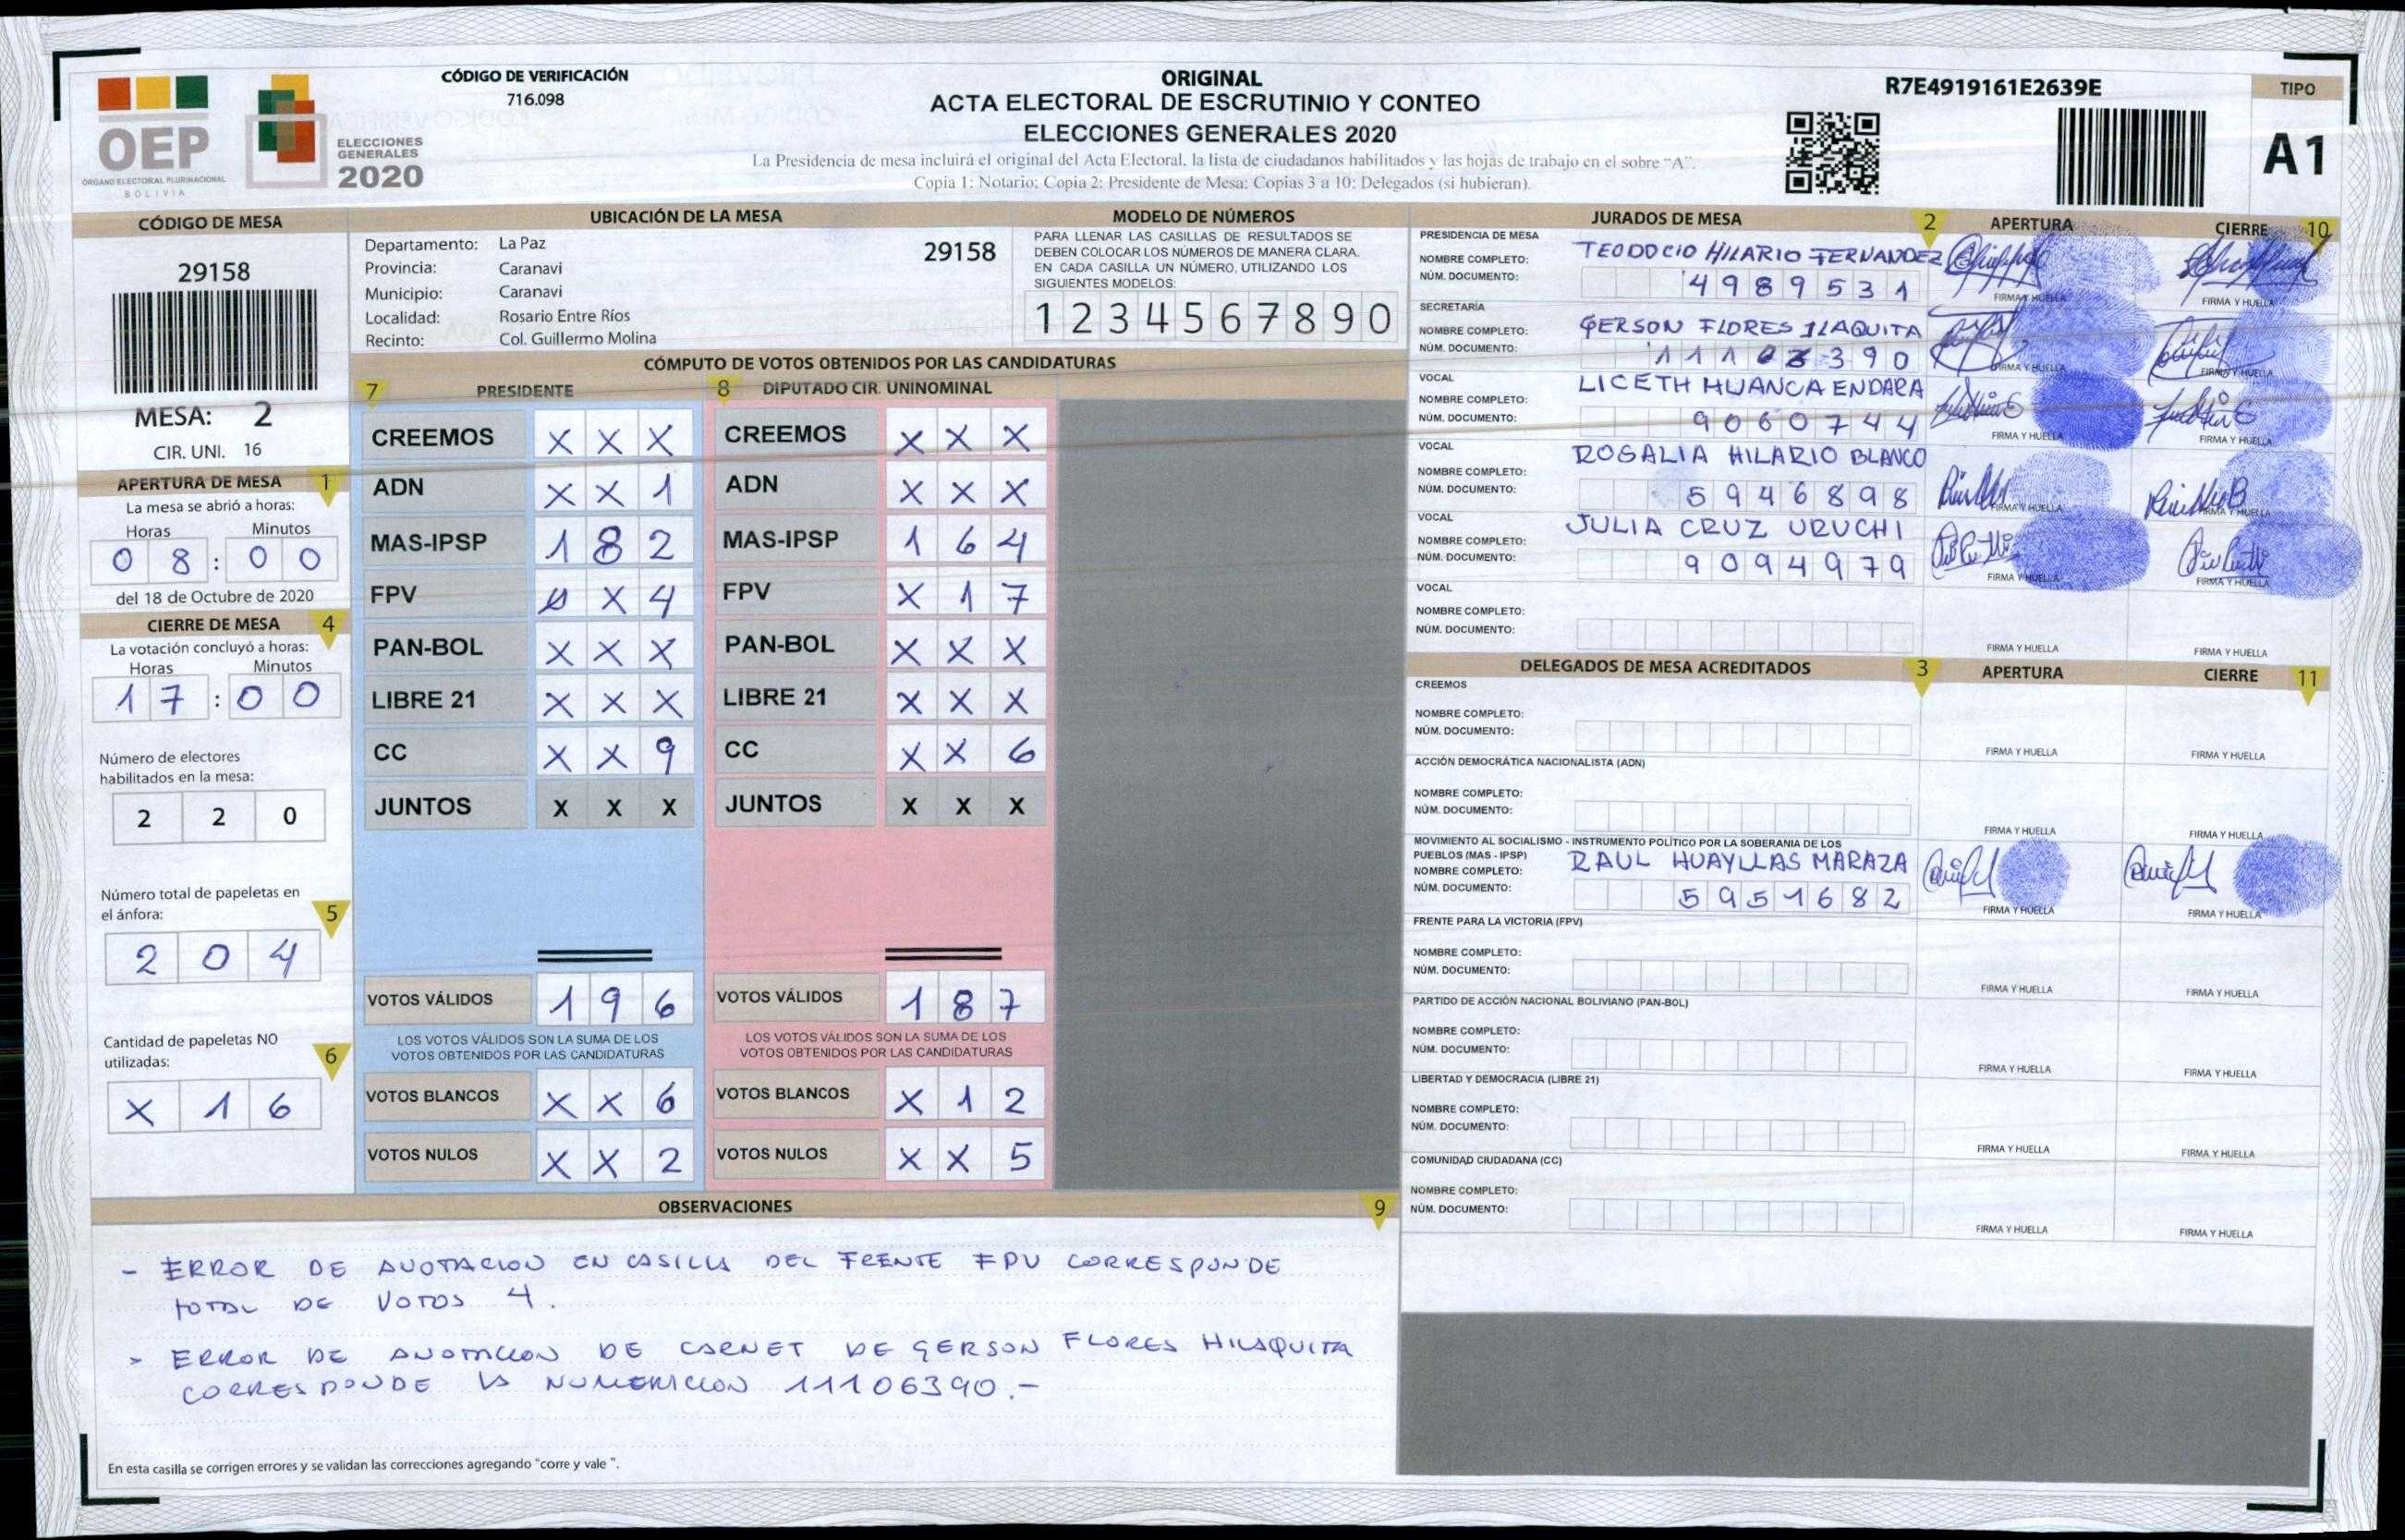 OEP
ÓRGANO ELECTORAL PLURINACIONAL
BOLIVIA
ELECCIONES
GENERALES
2020
CÓDIGO DE VERIFICACIÓN
716.098
ORIGINAL
ACTA ELECTORAL DE ESCRUTINIO Y CONTEO
ELECCIONES GENERALES 2020
La Presidencia de mesa incluirá el original del Acta Electoral, la lista de ciudadanos habilitados y las hojas de trabajo en el sobre "A".
Copia 1: Notario; Copia 2: Presidente de Mesa; Copias 3 a 10: Delegados (si hubieran).
R7E4919161E2639E
TIPO
A1
CÓDIGO DE MESA
29158
MESA: 2
CIR. UNI. 16
APERTURA DE MESA 1
La mesa se abrió a horas:
Horas Minutos
0 8 : 0 0
del 18 de Octubre de 2020
CIERRE DE MESA 4
La votación concluyó a horas:
Horas Minutos
1 7 : 0 0
Número de electores
habilitados en la mesa:
2 2 0
Número total de papeletas en
el ánfora: 5
2 0 4
Cantidad de papeletas NO
utilizadas: 6
X 1 6
UBICACIÓN DE LA MESA
Departamento: La Paz 29158
Provincia: Caranavi
Municipio: Caranavi
Localidad: Rosario Entre Ríos
Recinto: Col. Guillermo Molina
MODELO DE NÚMEROS
PARA LLENAR LAS CASILLAS DE RESULTADOS SE
DEBEN COLOCAR LOS NÚMEROS DE MANERA CLARA.
EN CADA CASILLA UN NÚMERO, UTILIZANDO LOS
SIGUIENTES MODELOS:
1 2 3 4 5 6 7 8 9 0
CÓMPUTO DE VOTOS OBTENIDOS POR LAS CANDIDATURAS
7 PRESIDENTE
CREEMOS X X X
ADN X X 1
MAS-IPSP 1 8 2
FPV 0 X 4
PAN-BOL X X X
LIBRE 21 X X X
CC X X 9
JUNTOS X X X
VOTOS VÁLIDOS 1 9 6
LOS VOTOS VÁLIDOS SON LA SUMA DE LOS
VOTOS OBTENIDOS POR LAS CANDIDATURAS
VOTOS BLANCOS X X 6
VOTOS NULOS X X 2
8 DIPUTADO CIR. UNINOMINAL
CREEMOS X X X
ADN X X X
MAS-IPSP 1 6 4
FPV X 1 7
PAN-BOL X X X
LIBRE 21 X X X
CC X X 6
JUNTOS X X X
VOTOS VÁLIDOS 1 8 7
LOS VOTOS VÁLIDOS SON LA SUMA DE LOS
VOTOS OBTENIDOS POR LAS CANDIDATURAS
VOTOS BLANCOS X 1 2
VOTOS NULOS X X 5
OBSERVACIONES 9
- ERROR DE ANOTACION EN CASILLA DEL FRENTE FPV CORRESPONDE
TOTAL DE VOTOS 4.
- ERROR DE ANOTACION DE CARNET DE GERSON FLORES HILAQUITA
CORRESPONDE LA NUMERICION 11106390.-
En esta casilla se corrigen errores y se validan las correcciones agregando "corre y vale ".
JURADOS DE MESA 2 APERTURA CIERRE 10
PRESIDENCIA DE MESA
NOMBRE COMPLETO: TEODOCIO HILARIO FERNANDEZ
NÚM. DOCUMENTO: 4989531
FIRMA Y HUELLA FIRMA Y HUELLA
SECRETARÍA
NOMBRE COMPLETO: GERSON FLORES ILAQUITA
NÚM. DOCUMENTO: 390
FIRMA Y HUELLA FIRMA Y HUELLA
VOCAL
NOMBRE COMPLETO: LICETH HUANCA ENDARA
NÚM. DOCUMENTO: 9060744
FIRMA Y HUELLA FIRMA Y HUELLA
VOCAL
NOMBRE COMPLETO: ROSALIA HILARIO BLANCO
NÚM. DOCUMENTO: 5946898
FIRMA Y HUELLA FIRMA Y HUELLA
VOCAL
NOMBRE COMPLETO: JULIA CRUZ URUCHI
NÚM. DOCUMENTO: 9094979
FIRMA Y HUELLA FIRMA Y HUELLA
VOCAL
NOMBRE COMPLETO:
NÚM. DOCUMENTO:
FIRMA Y HUELLA FIRMA Y HUELLA
DELEGADOS DE MESA ACREDITADOS 3 APERTURA CIERRE 11
CREEMOS
NOMBRE COMPLETO:
NÚM. DOCUMENTO:
FIRMA Y HUELLA FIRMA Y HUELLA
ACCIÓN DEMOCRÁTICA NACIONALISTA (ADN)
NOMBRE COMPLETO:
NÚM. DOCUMENTO:
FIRMA Y HUELLA FIRMA Y HUELLA
MOVIMIENTO AL SOCIALISMO - INSTRUMENTO POLÍTICO POR LA SOBERANIA DE LOS
PUEBLOS (MAS - IPSP)
NOMBRE COMPLETO: RAUL HUAYLLAS MARAZA
NÚM. DOCUMENTO: 5951682
FIRMA Y HUELLA FIRMA Y HUELLA
FRENTE PARA LA VICTORIA (FPV)
NOMBRE COMPLETO:
NÚM. DOCUMENTO:
FIRMA Y HUELLA FIRMA Y HUELLA
PARTIDO DE ACCIÓN NACIONAL BOLIVIANO (PAN-BOL)
NOMBRE COMPLETO:
NÚM. DOCUMENTO:
FIRMA Y HUELLA FIRMA Y HUELLA
LIBERTAD Y DEMOCRACIA (LIBRE 21)
NOMBRE COMPLETO:
NÚM. DOCUMENTO:
FIRMA Y HUELLA FIRMA Y HUELLA
COMUNIDAD CIUDADANA (CC)
NOMBRE COMPLETO:
NÚM. DOCUMENTO:
FIRMA Y HUELLA FIRMA Y HUELLA